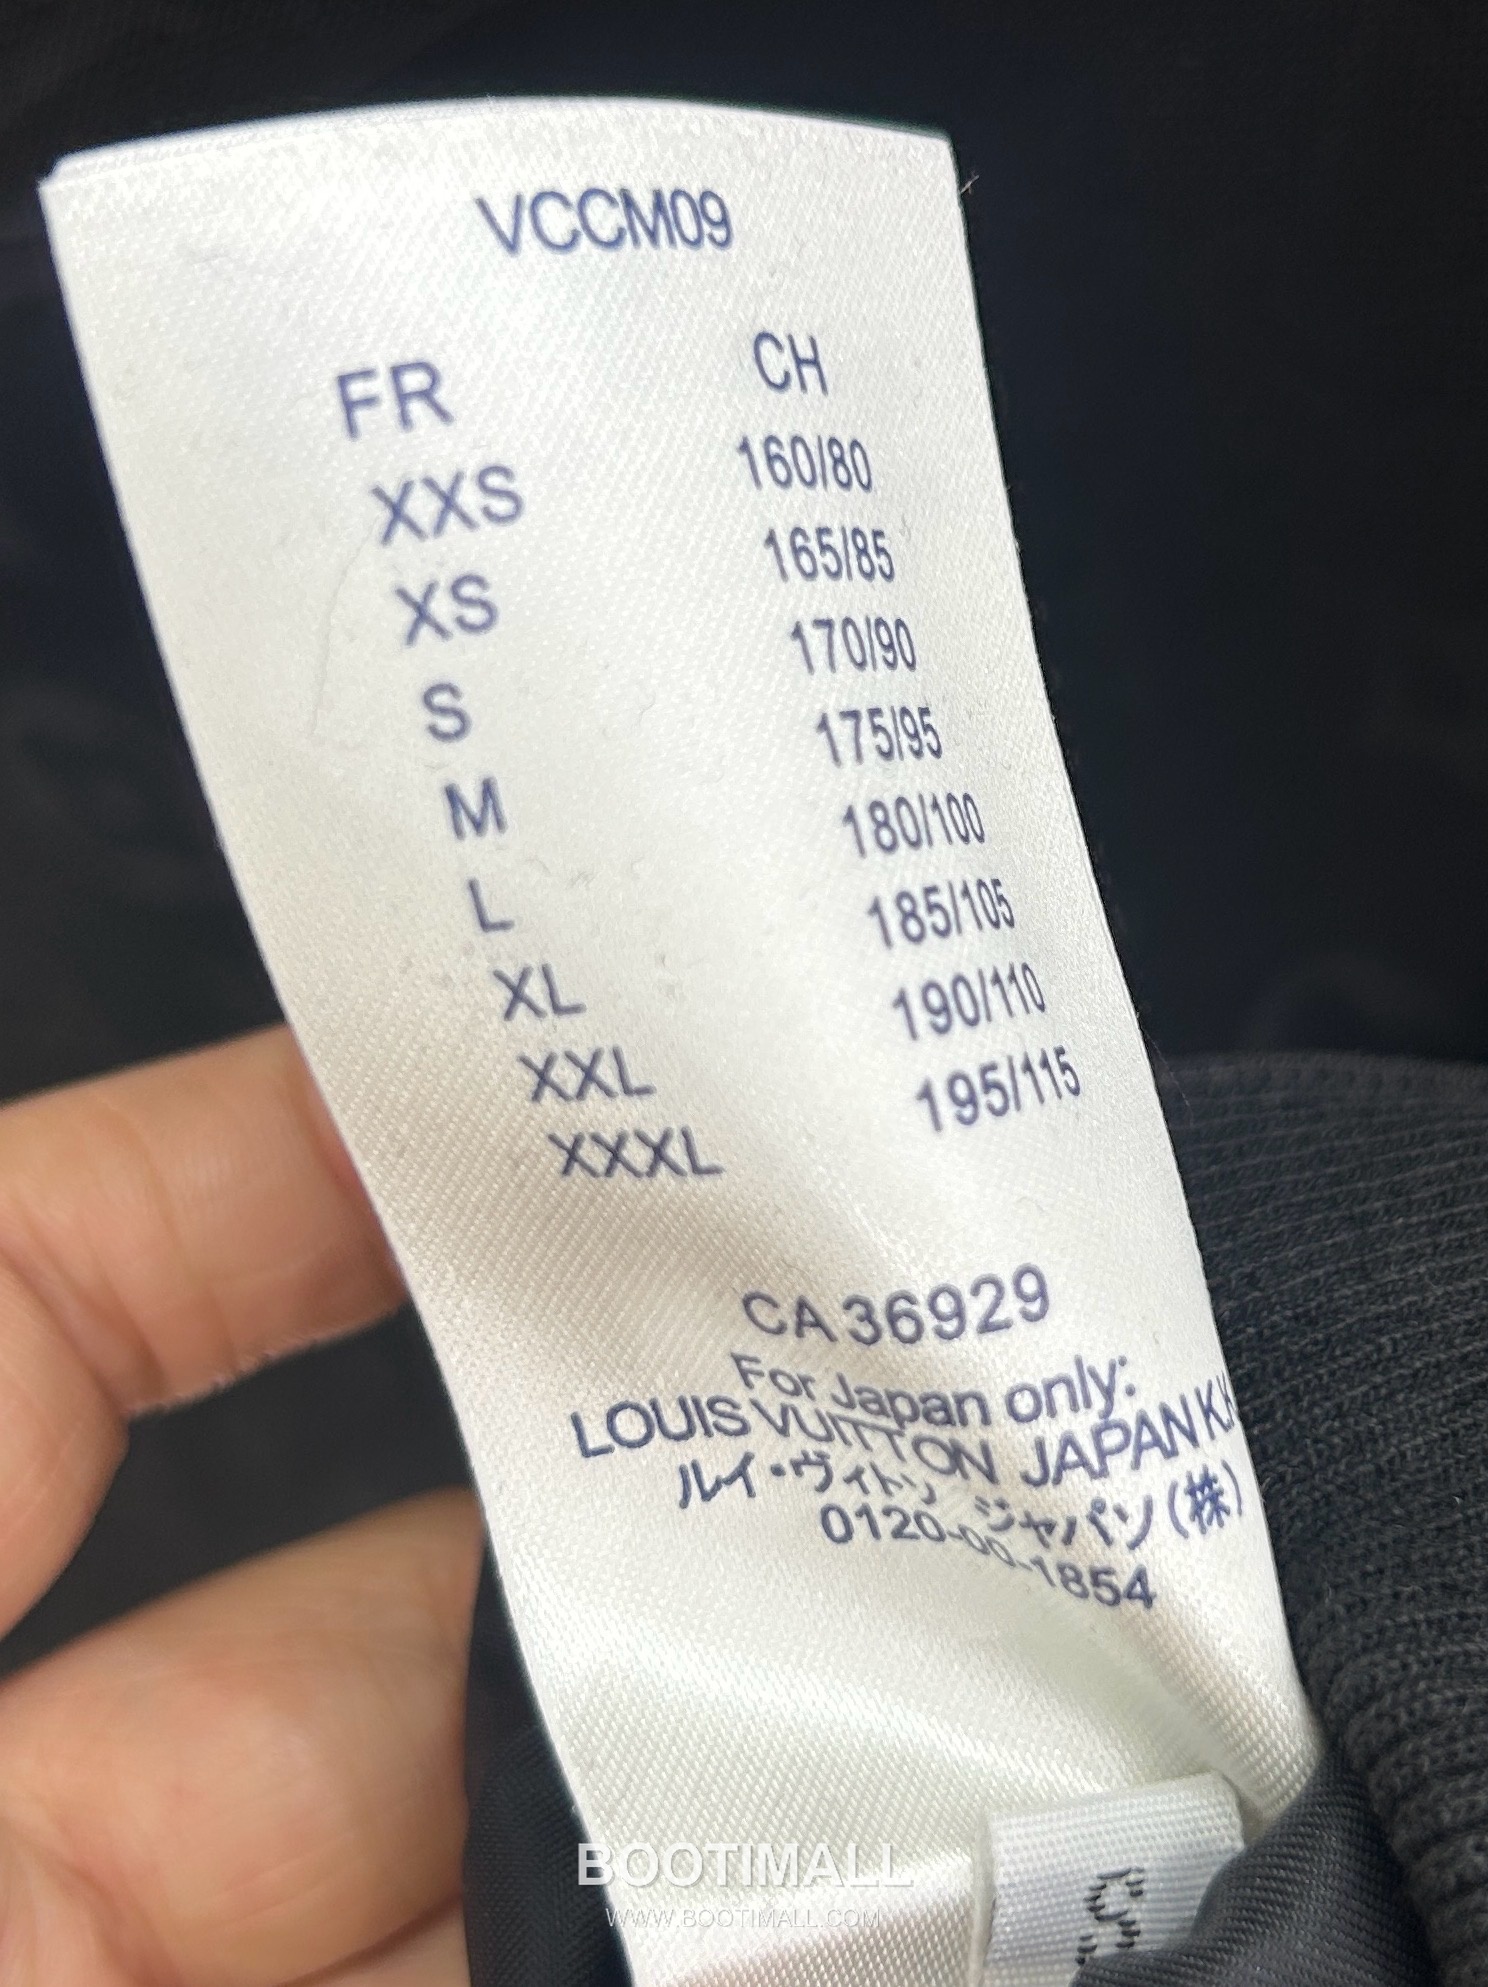 VCCM09
FR CH
XXS 160/80
XS 165/85
S 170/90
M 175/95
L 180/100
XL 185/105
XXL 190/110
XXXL 195/115
CA 36929
For Japan only:
LOUIS VUITTON JAPAN K.K
ルイ・ヴィトン ジャパン(株)
0120-00-1854
BOOTIMALL
WWW.BOOTIMALL.COM